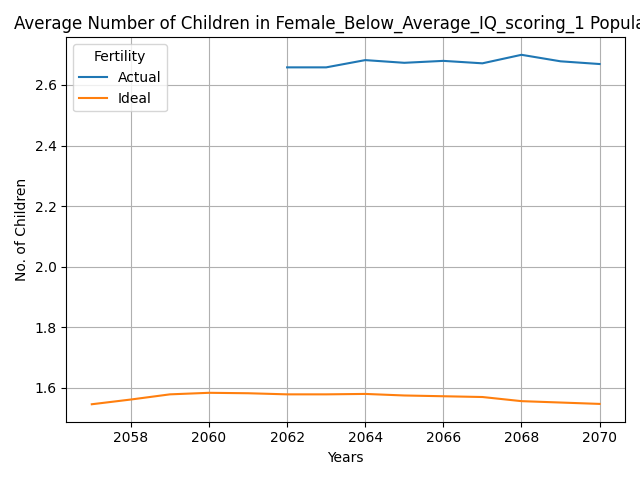 Average Number of Children in Female_Below_Average_IQ_scoring_1 Popula
Fertility
Actual
Ideal
2.6
2.4
2.2
2.0
1.8
1.6
No. of Children
2058 2060 2062 2064 2066 2068 2070
Years